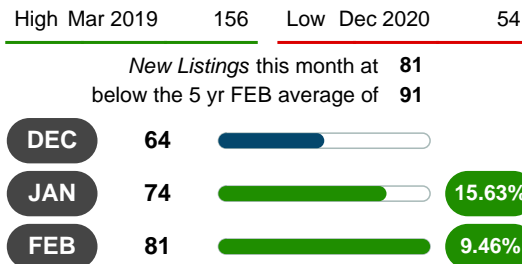 High Mar 2019 156 Low Dec 2020 54
New Listings this month at 81
below the 5 yr FEB average of 91
DEC 64
JAN 74 15.63%
FEB 81 9.46%